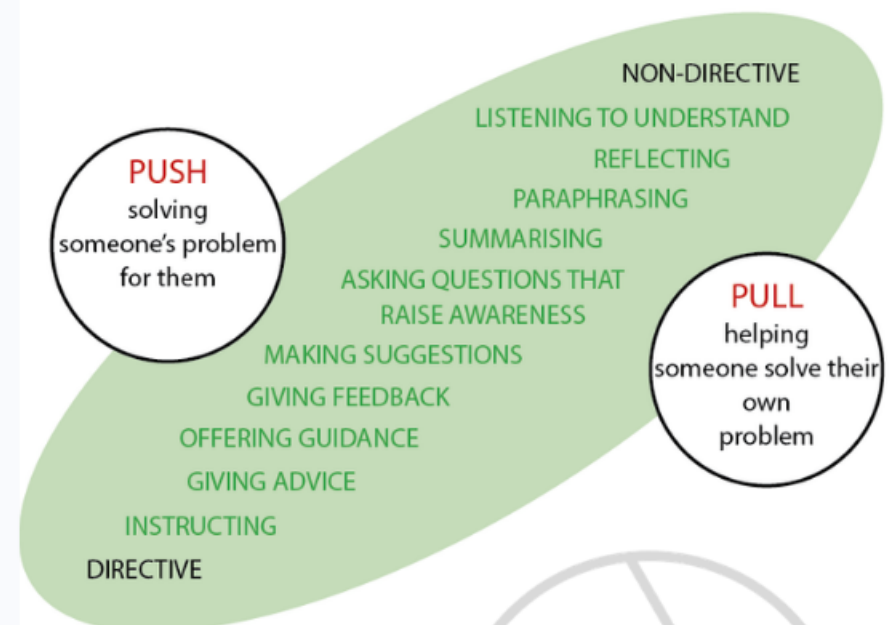 NON-DIRECTIVE
LISTENING TO UNDERSTAND
REFLECTING
PARAPHRASING
SUMMARISING
ASKING QUESTIONS THAT
RAISE AWARENESS
MAKING SUGGESTIONS
GIVING FEEDBACK
OFFERING GUIDANCE
GIVING ADVICE
INSTRUCTING
DIRECTIVE
PUSH
solving
someone's problem
for them
PULL
helping
someone solve their
own
problem